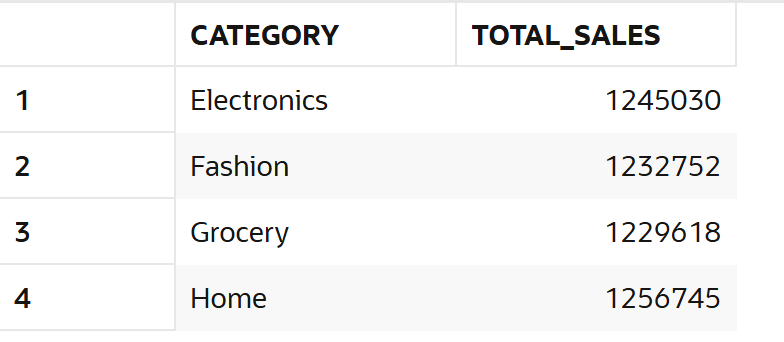 CATEGORY TOTAL_SALES
1 Electronics 1245030
2 Fashion 1232752
3 Grocery 1229618
4 Home 1256745